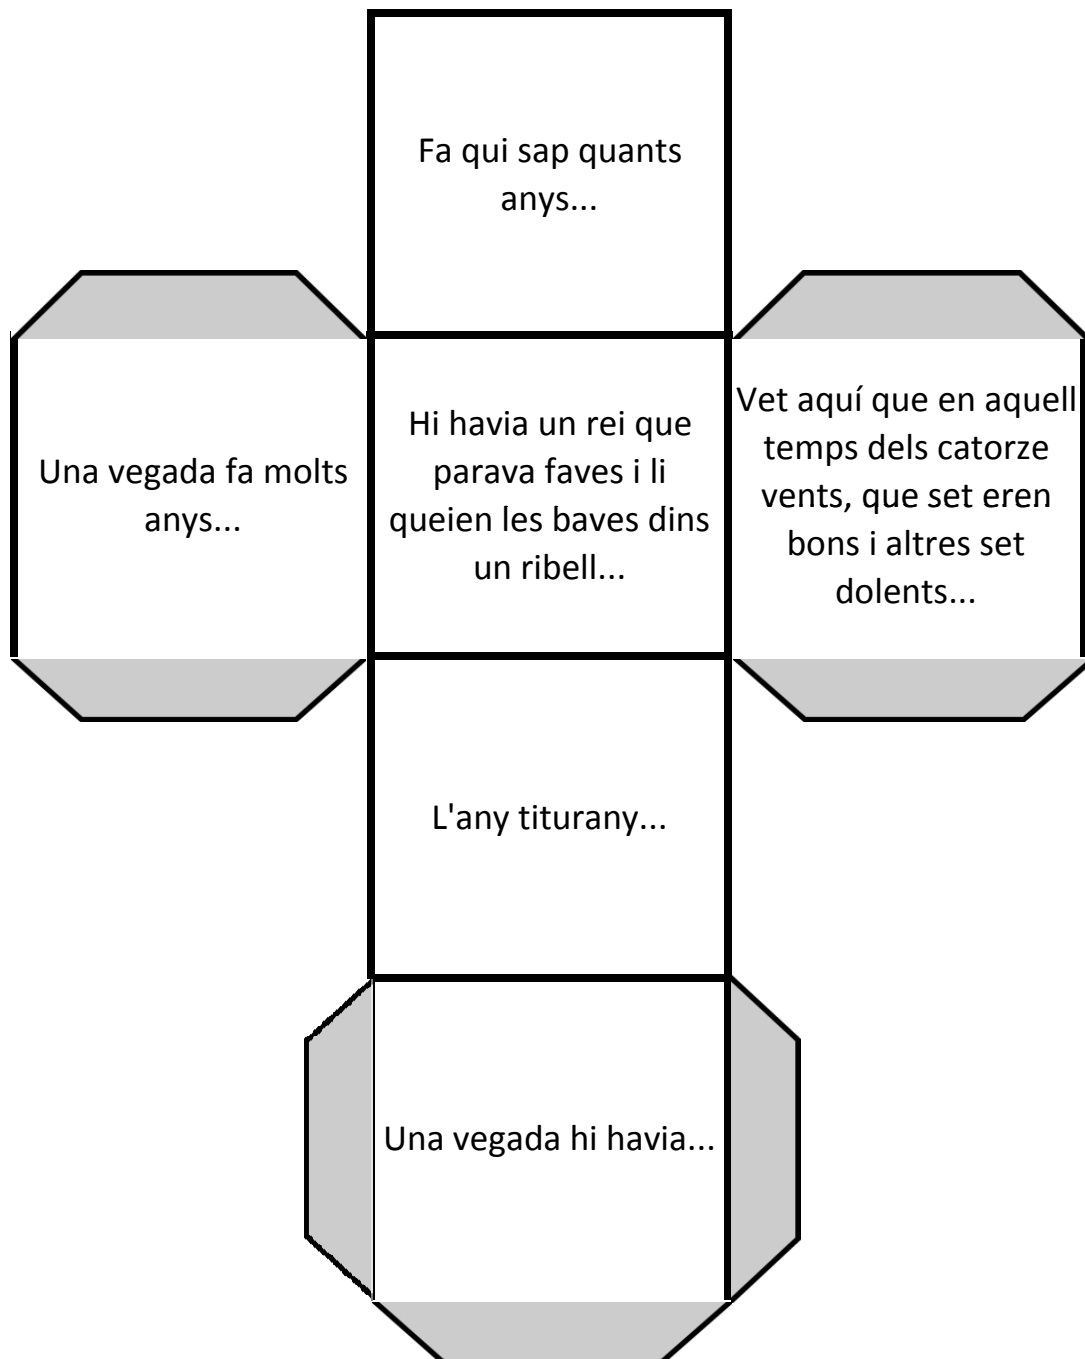 Fa qui sap quants
anys...
Una vegada fa molts
anys...
Hi havia un rei que
parava faves i li
queien les baves dins
un ribell...
Vet aquí que en aquell
temps dels catorze
vents, que set eren
bons i altres set
dolents...
L'any titurany...
Una vegada hi havia...